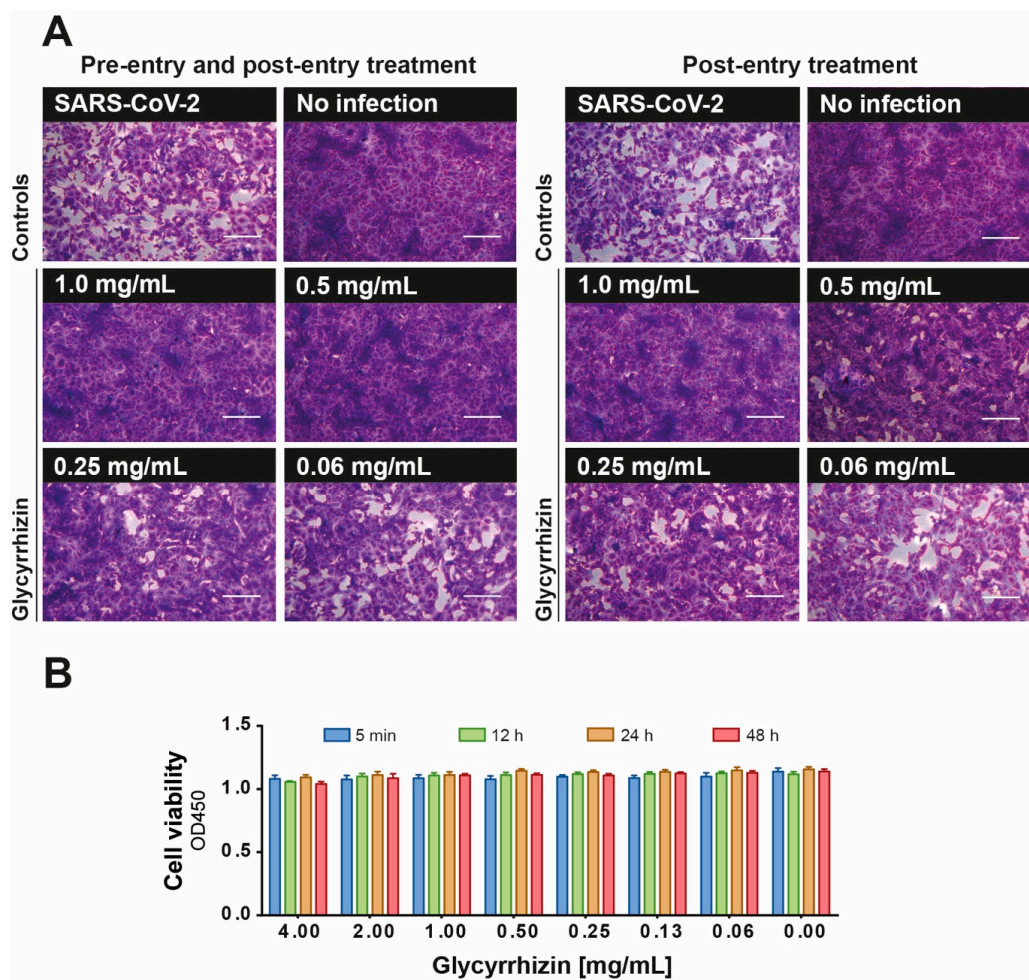 A
Pre-entry and post-entry treatment
Post-entry treatment
SARS-CoV-2
No infection
SARS-CoV-2
No infection
Controls
Controls
1.0 mg/mL
0.5 mg/mL
1.0 mg/mL
0.5 mg/mL
0.25 mg/mL
0.06 mg/mL
0.25 mg/mL
0.06 mg/mL
Glycyrrhizin
Glycyrrhizin
B
5 min
12 h
24 h
48 h
1.5
1.0
0.5
0.0
Cell viability
OD450
4.00 2.00 1.00 0.50 0.25 0.13 0.06 0.00
Glycyrrhizin [mg/mL]